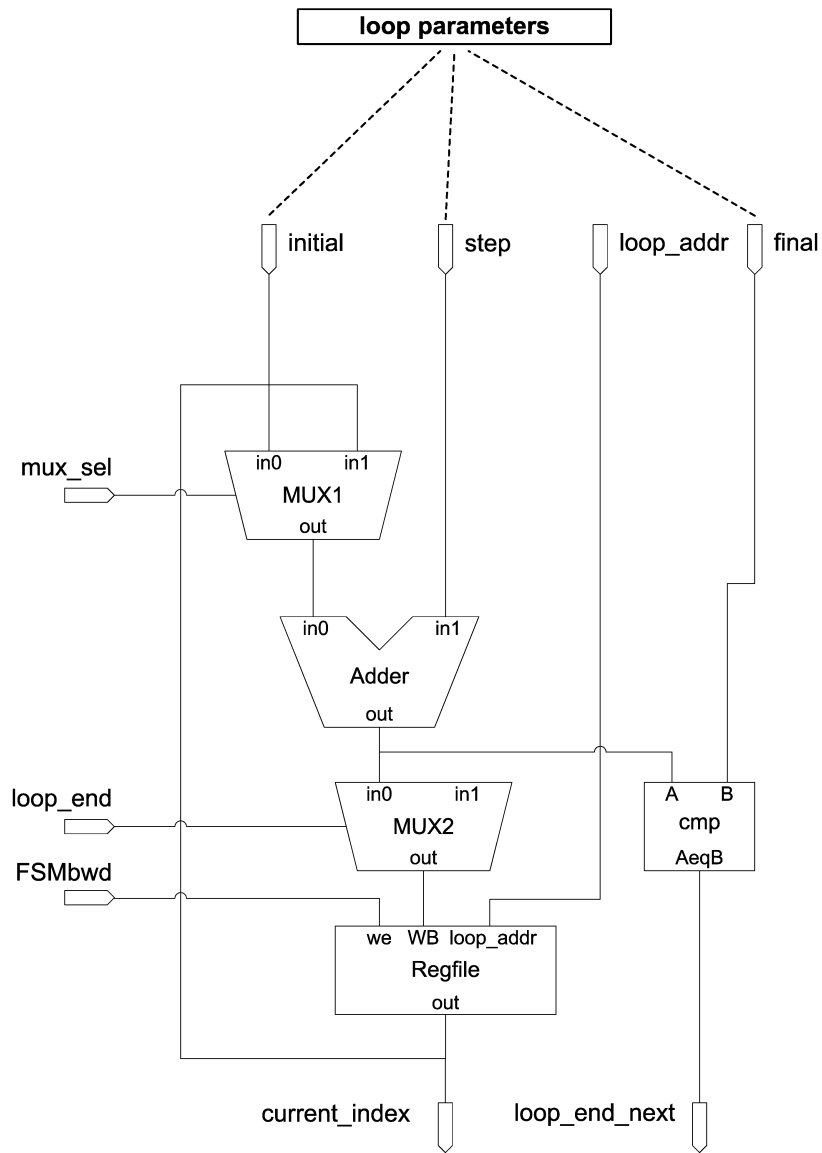 loop parameters
initial
step
loop_addr
final
mux_sel
in0
in1
MUX1
out
in0
in1
Adder
out
loop_end
in0
in1
MUX2
out
A
B
cmp
AeqB
FSMbwd
we
WB
loop_addr
Regfile
out
current_index
loop_end_next